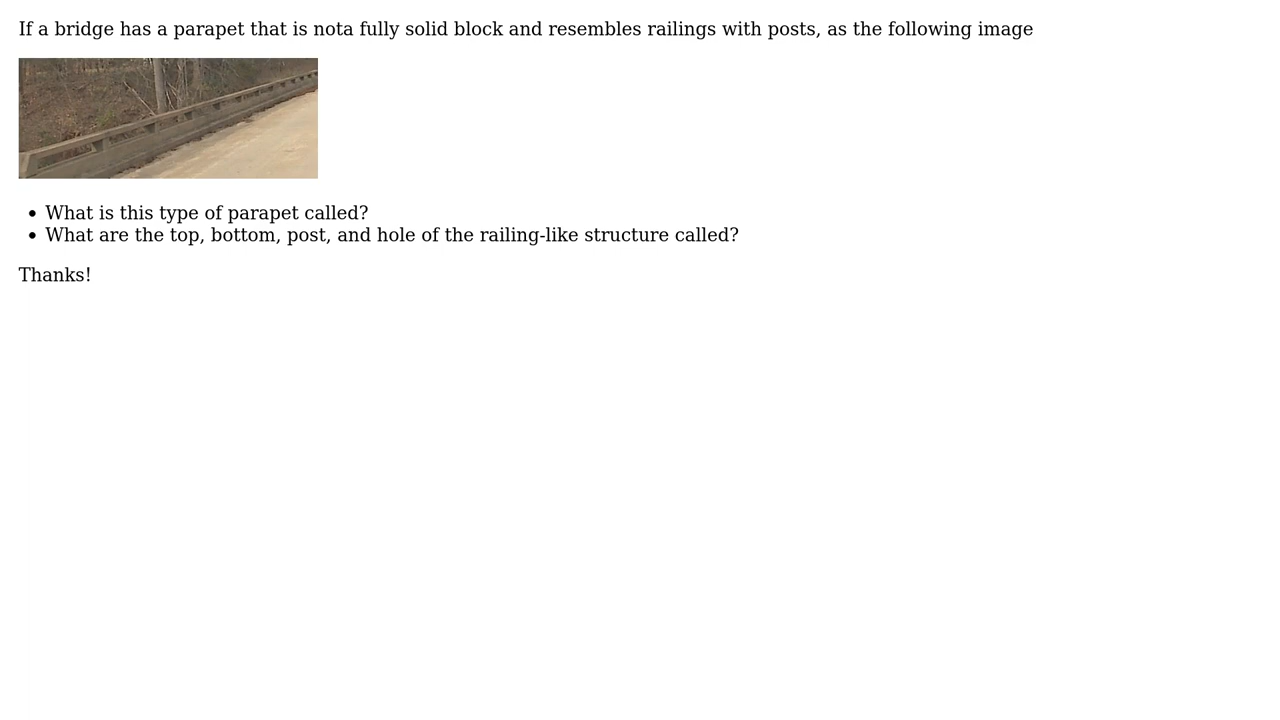 If a bridge has a parapet that is nota fully solid block and resembles railings with posts, as the following image
• What is this type of parapet called?
• What are the top, bottom, post, and hole of the railing-like structure called?
Thanks!